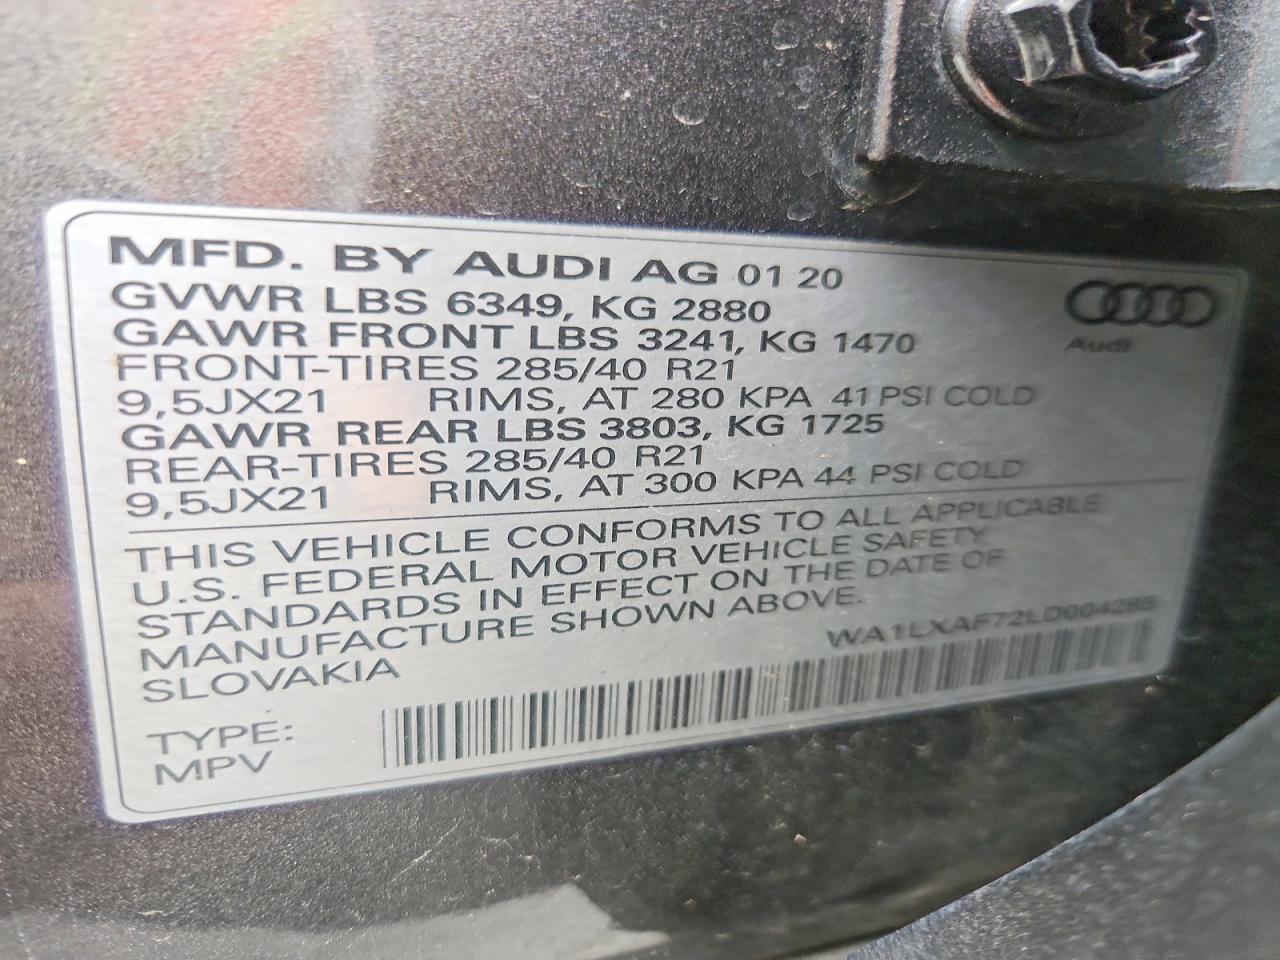 MFD. BY AUDI AG 01 20
GVWR LBS 6349, KG 2880
GAWR FRONT LBS 3241, KG 1470
FRONT-TIRES 285/40 R21
9,5JX21 RIMS, AT 280 KPA 41 PSI COLD
GAWR REAR LBS 3803, KG 1725
REAR-TIRES 285/40 R21
9,5JX21 RIMS, AT 300 KPA 44 PSI COLD
Audi
THIS VEHICLE CONFORMS TO ALL APPLICABLE
U.S. FEDERAL MOTOR VEHICLE SAFETY
STANDARDS IN EFFECT ON THE DATE OF
MANUFACTURE SHOWN ABOVE.
SLOVAKIA
WA1LXAF72LD004285
TYPE:
MPV